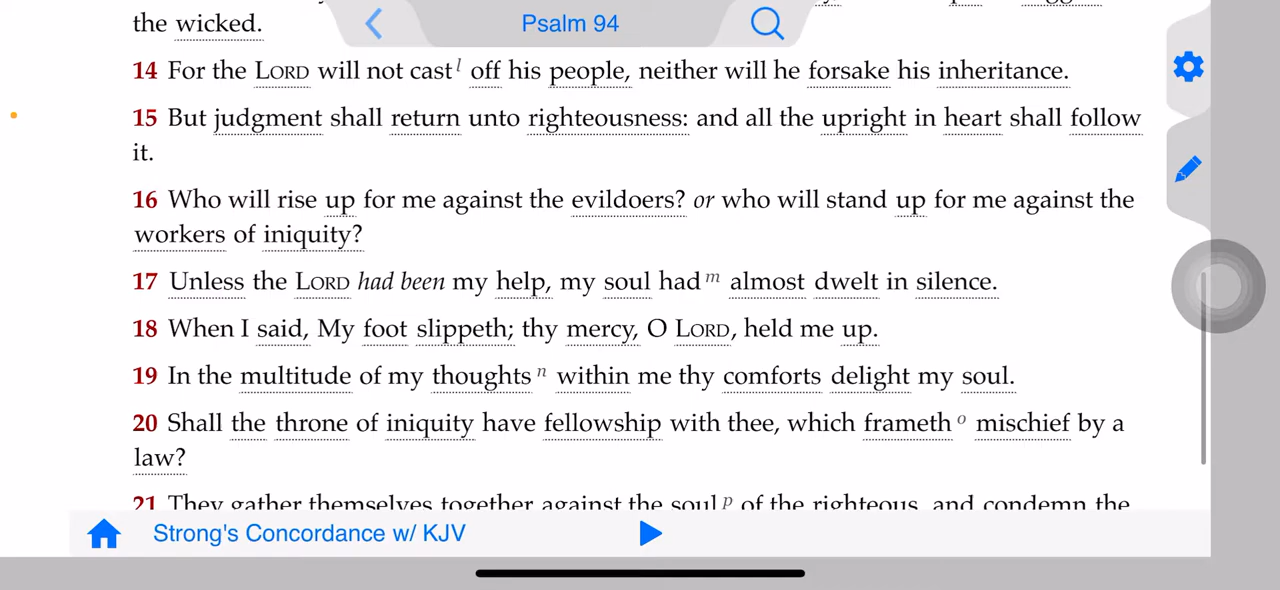 the wicked.
Psalm 94
14 For the LORD will not cast l off his people, neither will he forsake his inheritance.
15 But judgment shall return unto righteousness: and all the upright in heart shall follow
it.
16 Who will rise up for me against the evildoers? or who will stand up for me against the
workers of iniquity?
17 Unless the LORD had been my help, my soul had m almost dwelt in silence.
18 When I said, My foot slippeth; thy mercy, O LORD, held me up.
19 In the multitude of my thoughts n within me thy comforts delight my soul.
20 Shall the throne of iniquity have fellowship with thee, which frameth o mischief by a
law?
21 They gather themselves together against the soul p of the righteous, and condemn the
Strong's Concordance w/ KJV